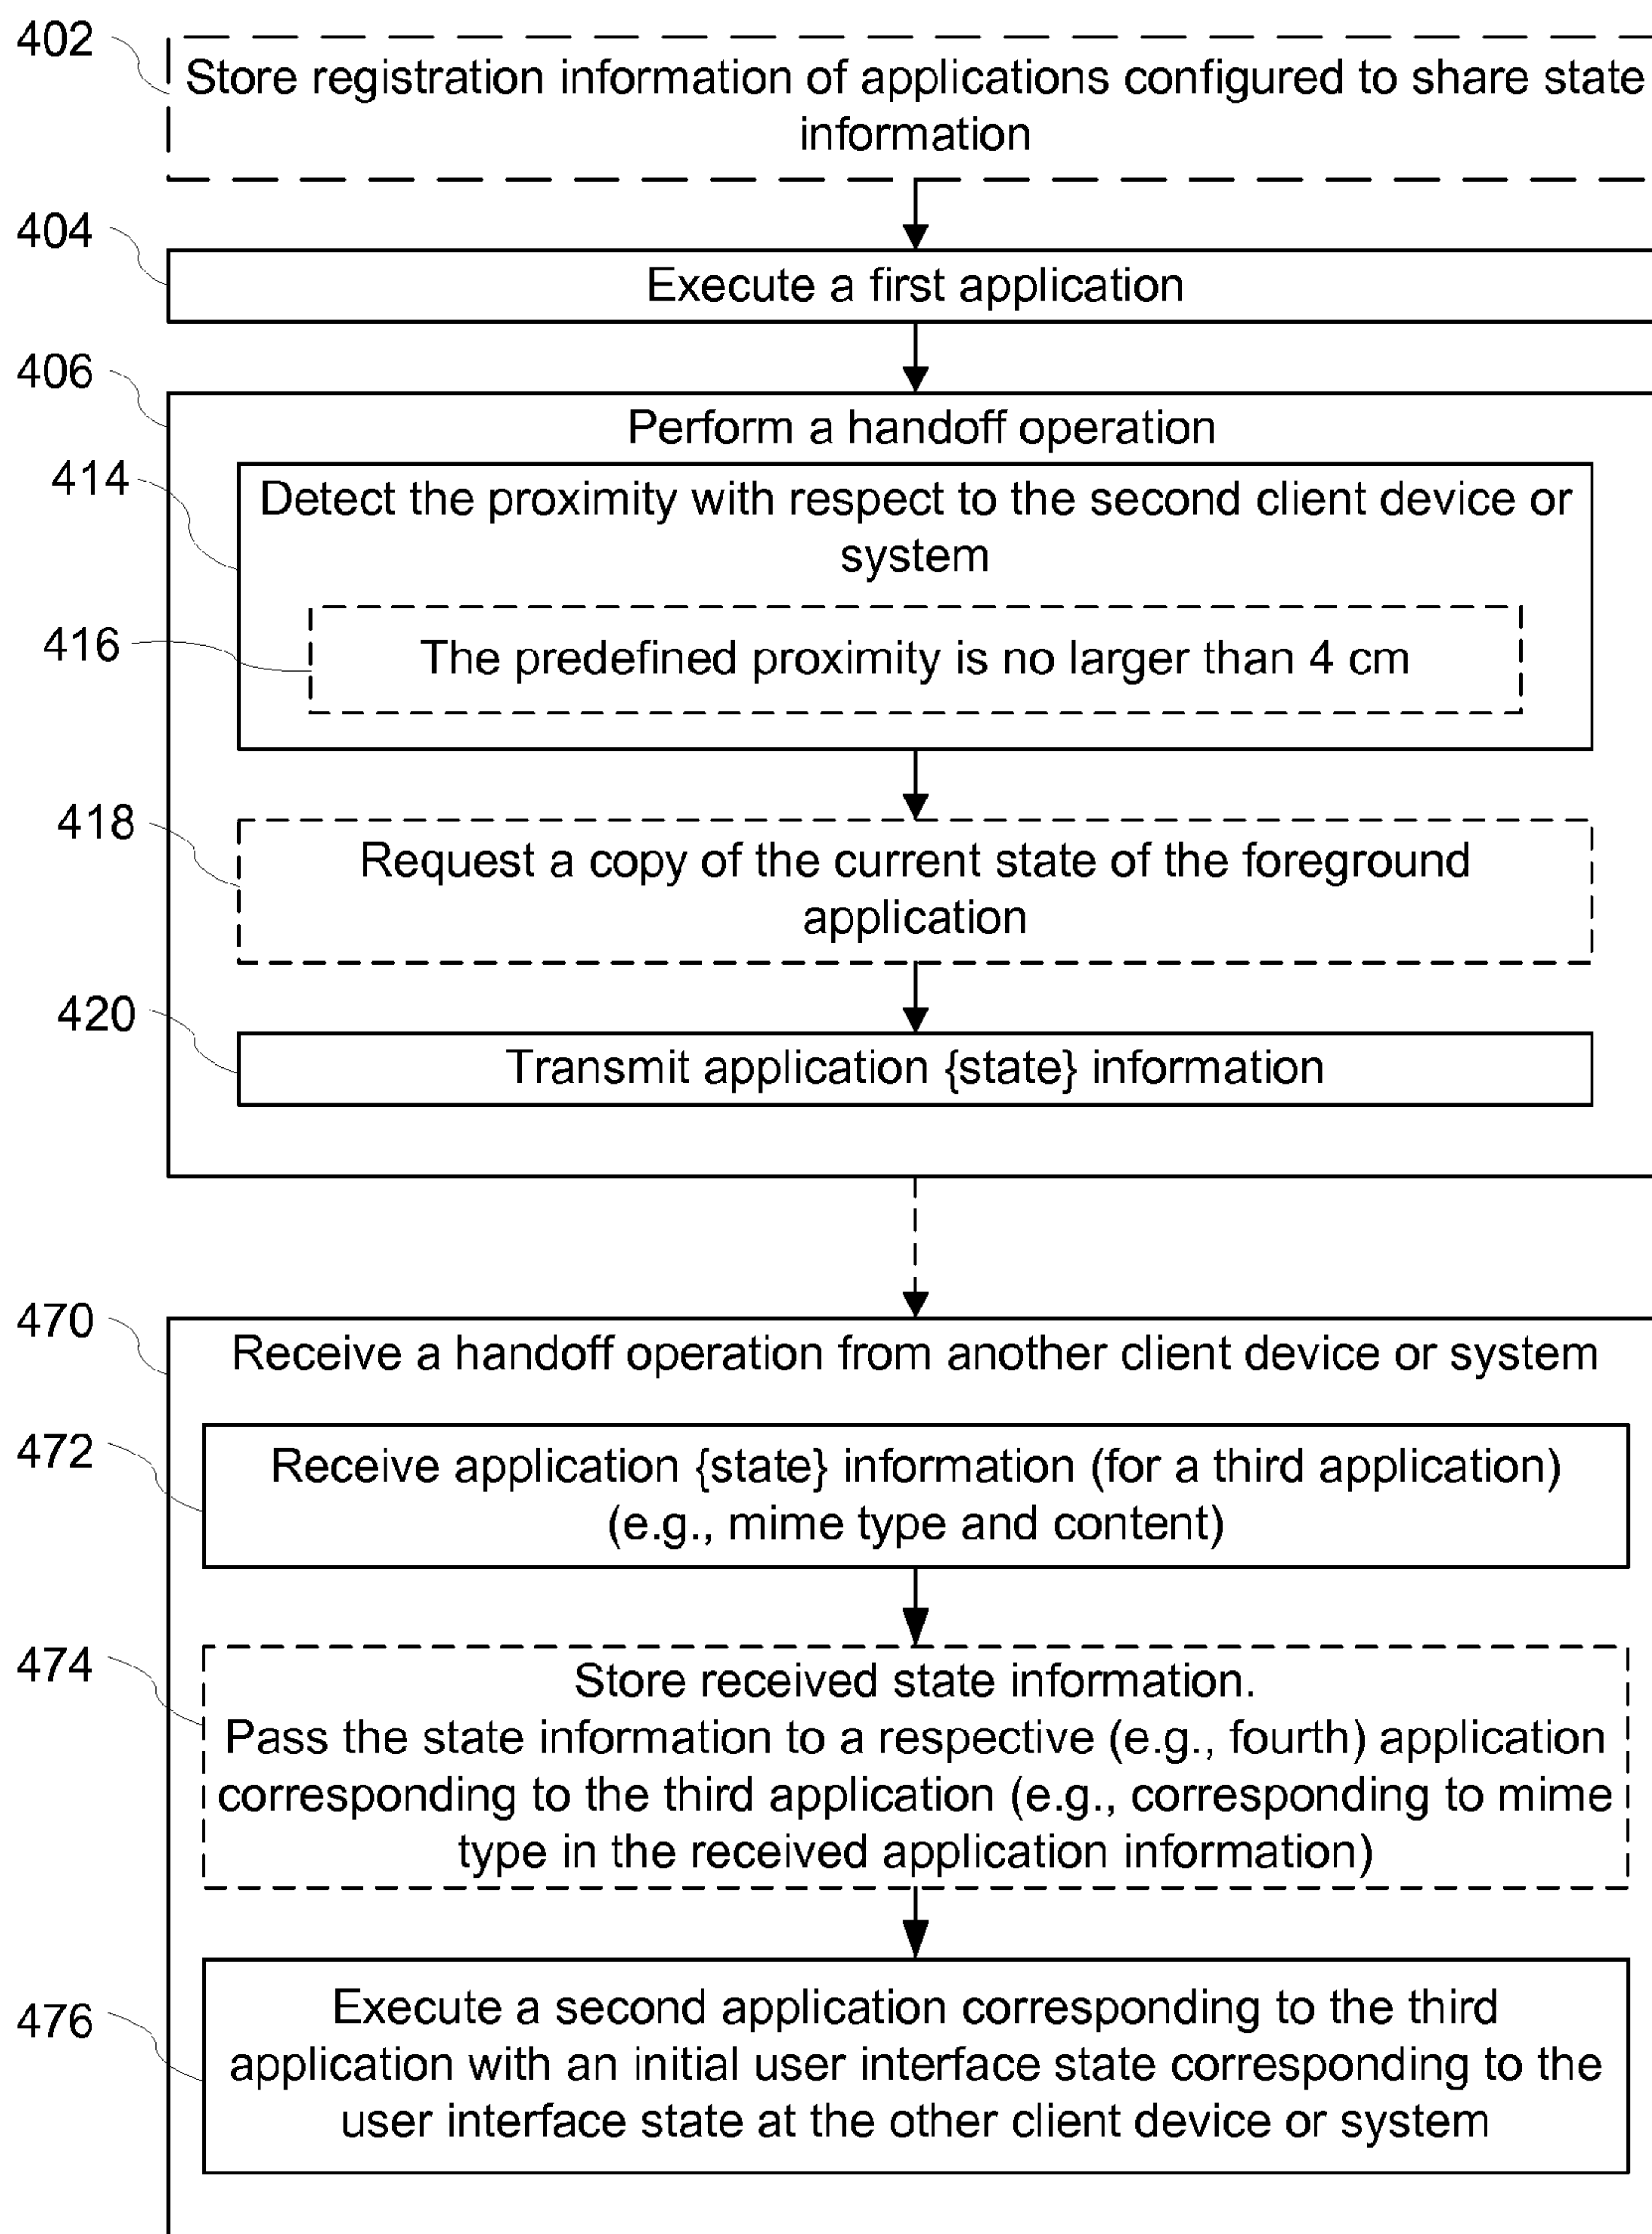 402
Store registration information of applications configured to share state
information
404
Execute a first application
406
Perform a handoff operation
414
Detect the proximity with respect to the second client device or
system
416
The predefined proximity is no larger than 4 cm
418
Request a copy of the current state of the foreground
application
420
Transmit application {state} information
470
Receive a handoff operation from another client device or system
472
Receive application {state} information (for a third application)
(e.g., mime type and content)
474
Store received state information.
Pass the state information to a respective (e.g., fourth) application
corresponding to the third application (e.g., corresponding to mime
type in the received application information)
476
Execute a second application corresponding to the third
application with an initial user interface state corresponding to the
user interface state at the other client device or system